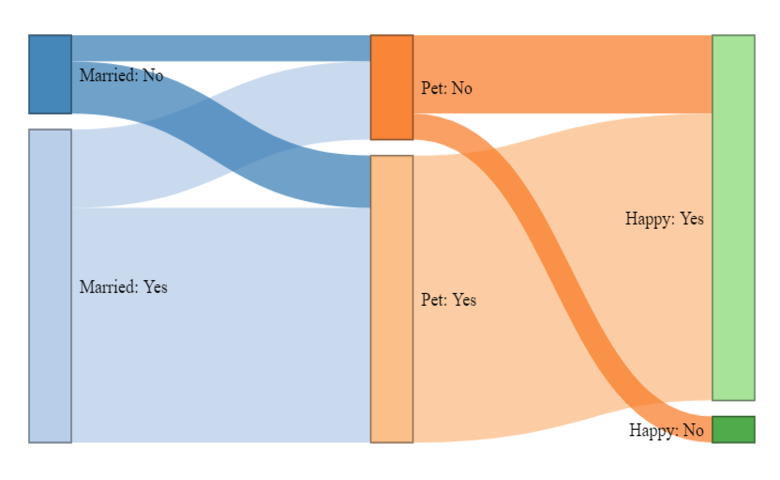 Married: No
Married: Yes
Pet: No
Pet: Yes
Happy: Yes
Happy: No